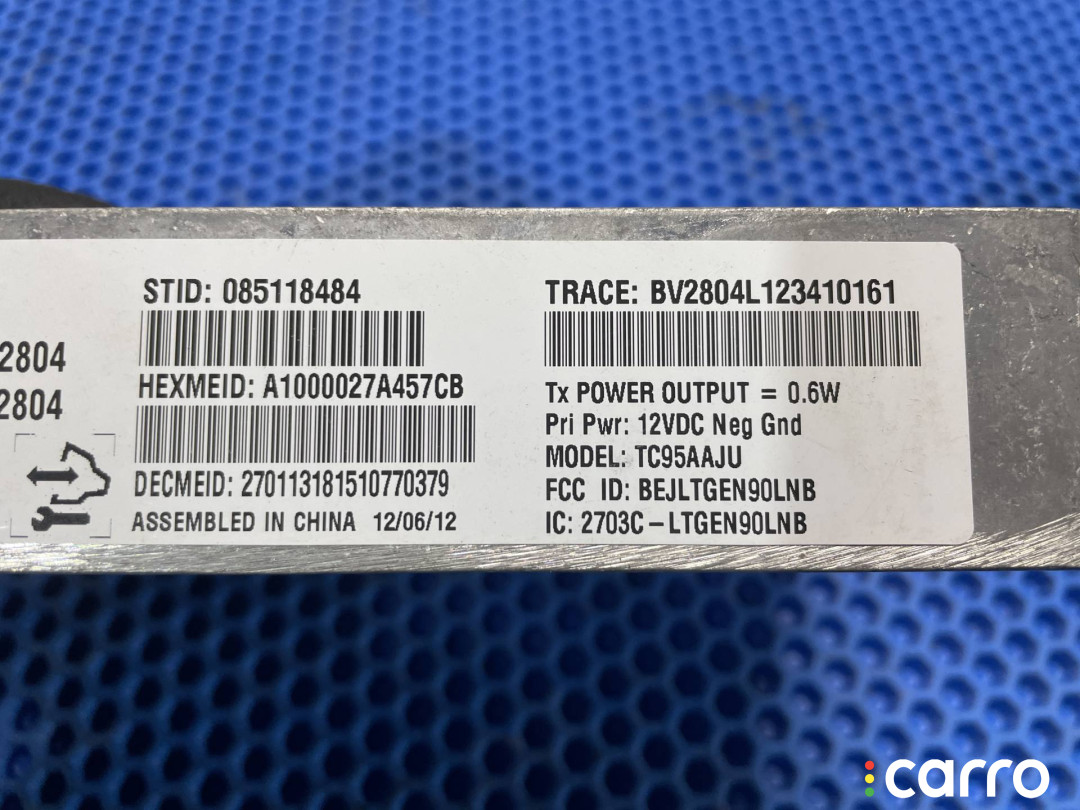 2804
2804
STID: 085118484
HEXMEID: A1000027A457CB
DECMEID: 270113181510770379
ASSEMBLED IN CHINA 12/06/12
TRACE: BV2804L123410161
Tx POWER OUTPUT = 0.6W
Pri Pwr: 12VDC Neg Gnd
MODEL: TC95AAJU
FCC ID: BEJLTGEN90LNB
IC: 2703C-LTGEN90LNB
carro